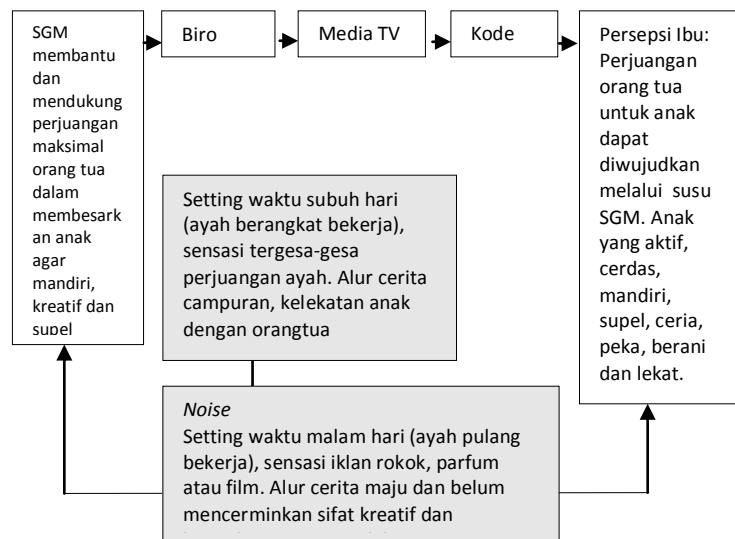 SGM
membantu
dan
mendukung
perjuangan
maksimal
orang tua
dalam
membesark
an anak
agar
mandiri,
kreatif dan
supel
Biro
Media TV
Kode
Persepsi Ibu:
Perjuangan
orang tua
untuk anak
dapat
diwujudkan
melalui susu
SGM. Anak
yang aktif,
cerdas,
mandiri,
supel, ceria,
peka, berani
dan lekat.
Setting waktu subuh hari
(ayah berangkat bekerja),
sensasi tergesa-gesa
perjuangan ayah. Alur cerita
campuran, kelekatan anak
dengan orangtua
Noise
Setting waktu malam hari (ayah pulang
bekerja), sensasi iklan rokok, parfum
atau film. Alur cerita maju dan belum
mencerminkan sifat kreatif dan